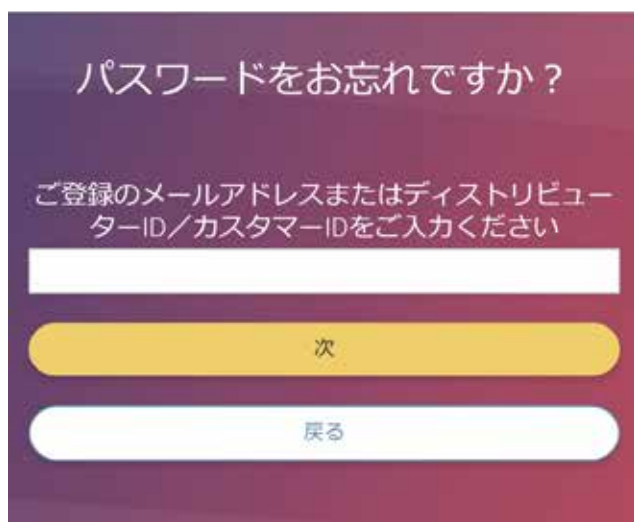 パスワードをお忘れですか？
ご登録のメールアドレスまたはディストリビュー
ターID／カスタマーIDをご入力ください
次
戻る